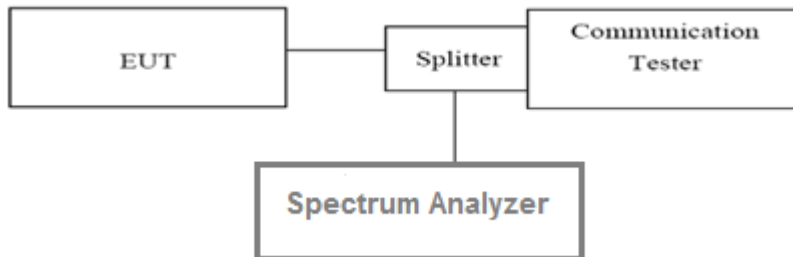 EUT
Splitter
Communication
Tester
Spectrum Analyzer